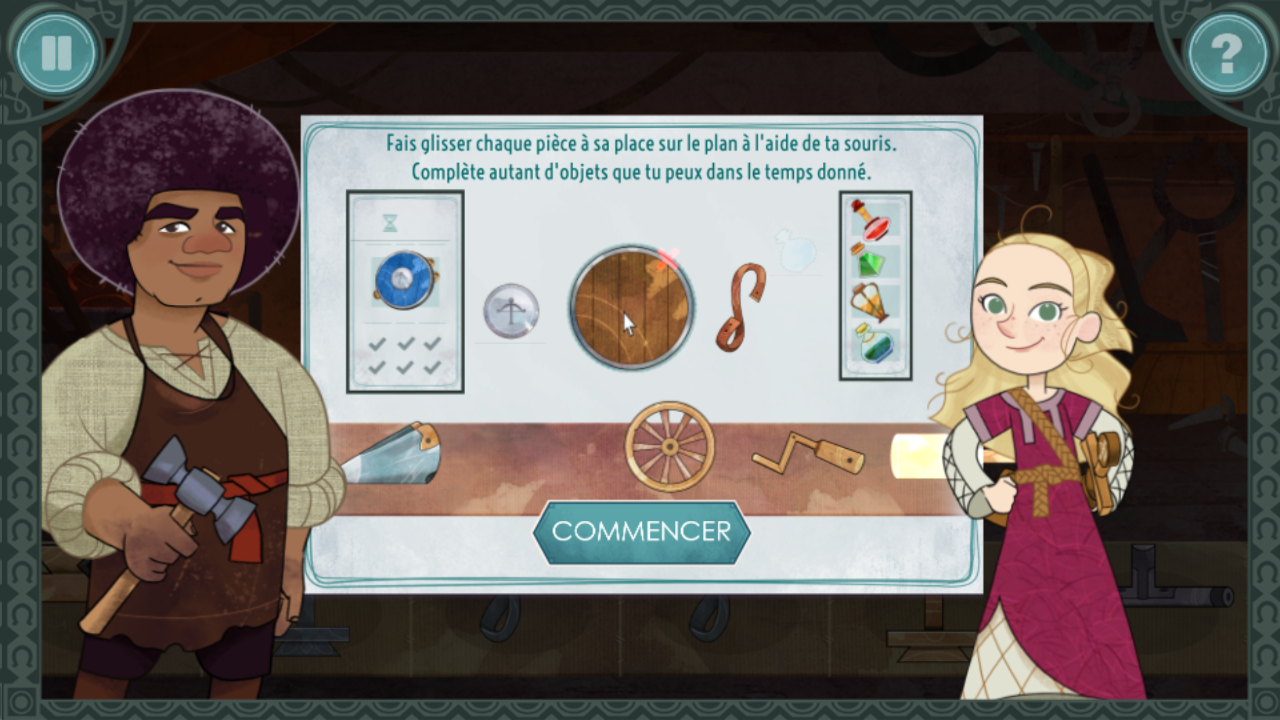 Fais glisser chaque pièce à sa place sur le plan à l'aide de ta souris.
Complète autant d'objets que tu peux dans le temps donné.
COMMENCER
?